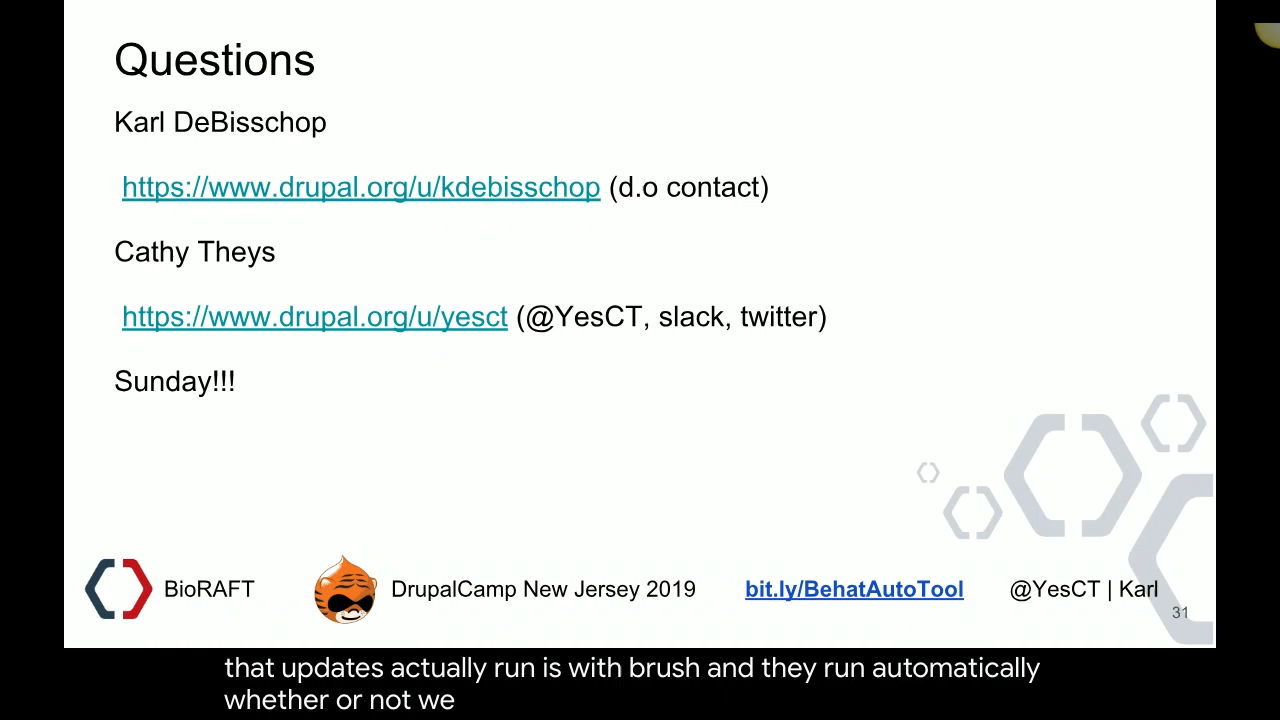 Questions
Karl DeBisschop
https://www.drupal.org/u/kdebisschop (d.o contact)
Cathy Theys
https://www.drupal.org/u/yesct (@YesCT, slack, twitter)
Sunday!!!
BioRAFT DrupalCamp New Jersey 2019 bit.ly/BehatAutoTool @YesCT | Karl
31
that updates actually run is with brush and they run automatically
whether or not we